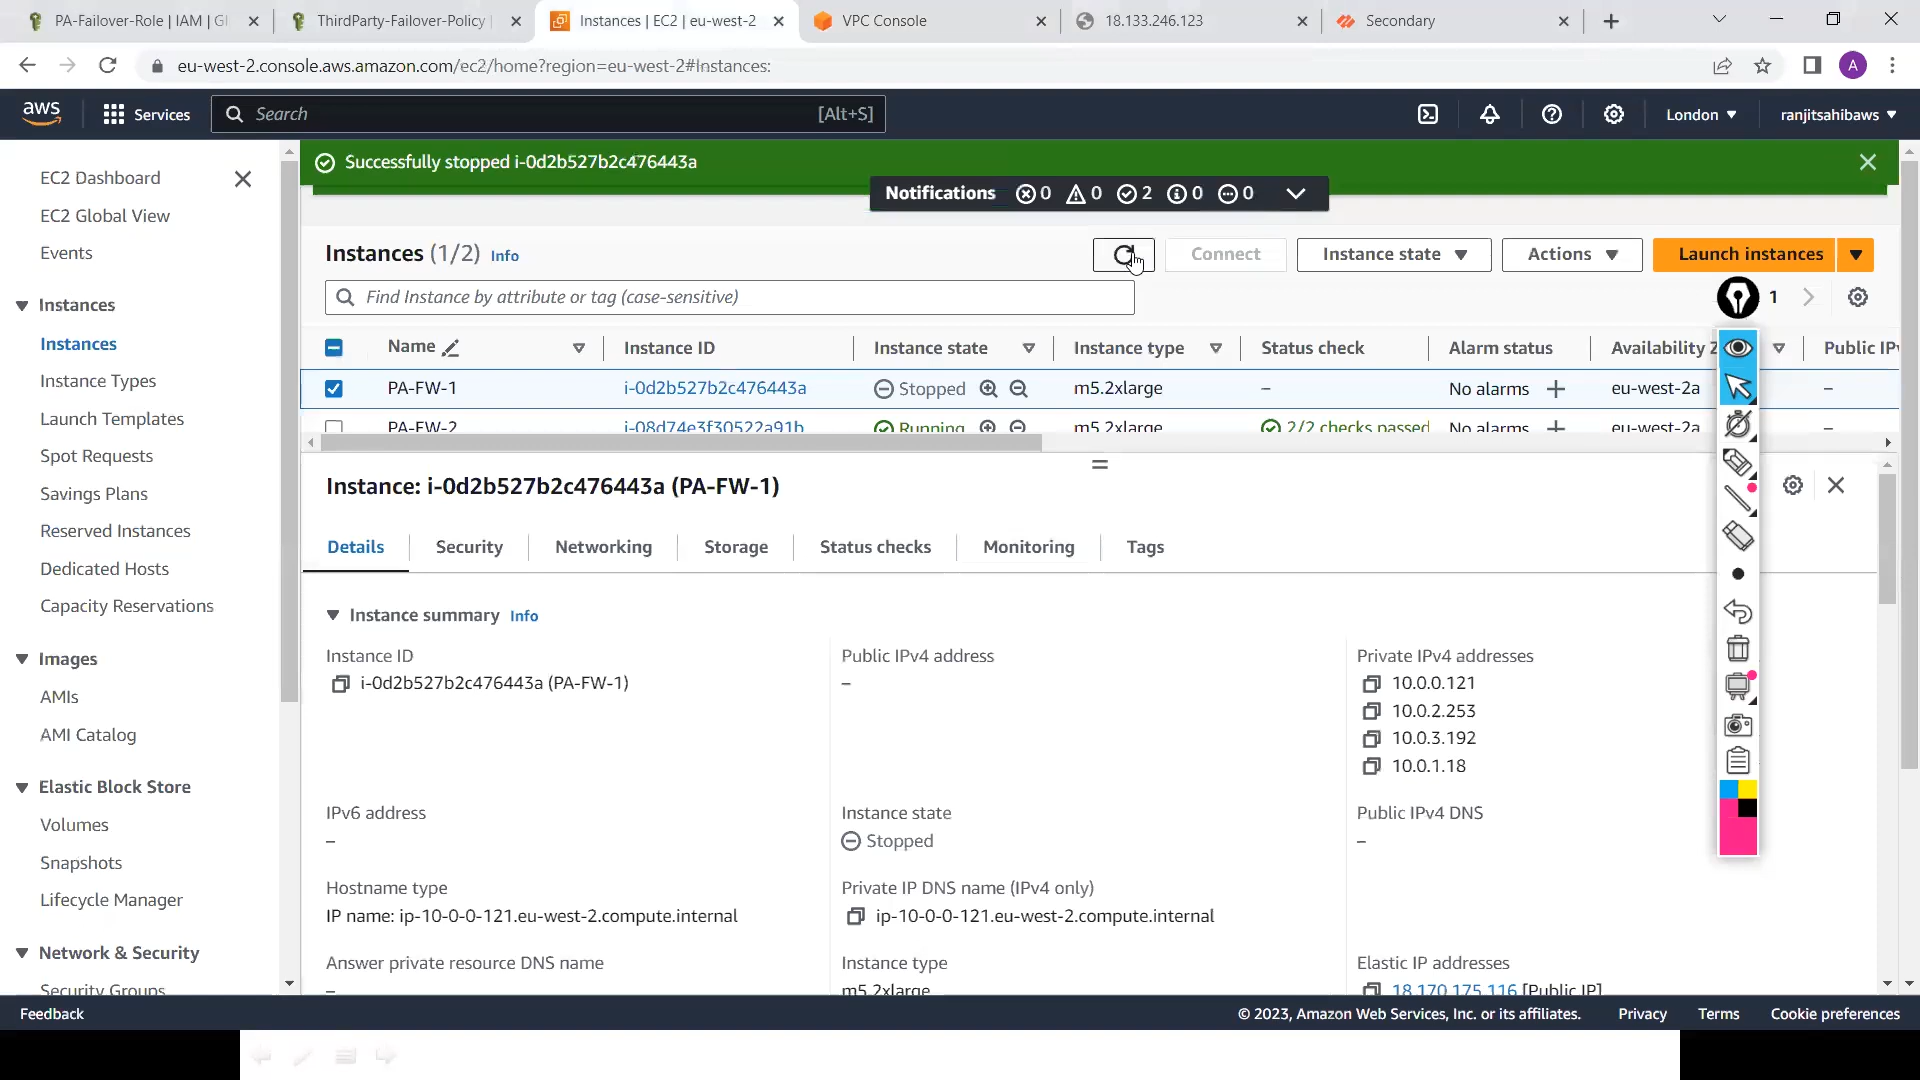 PA-Failover-Role | IAM | Gl
ThirdParty-Failover-Policy |
Instances | EC2 | eu-west-2
VPC Console
18.133.246.123
Secondary
eu-west-2.console.aws.amazon.com/ec2/home?region=eu-west-2#Instances:
A
aws
Services
Search
[Alt+S]
London
ranjitsahibaws
EC2 Dashboard
EC2 Global View
Events
Instances
Instances
Instance Types
Launch Templates
Spot Requests
Savings Plans
Reserved Instances
Dedicated Hosts
Capacity Reservations
Images
AMIs
AMI Catalog
Elastic Block Store
Volumes
Snapshots
Lifecycle Manager
Network & Security
Security Groups
Successfully stopped i-0d2b527b2c476443a
Notifications 0 0 2 0 0
Instances (1/2) Info
Connect
Instance state
Actions
Launch instances
Find Instance by attribute or tag (case-sensitive)
1
Name Instance ID Instance state Instance type Status check Alarm status Availability Z Public IP
PA-FW-1 i-0d2b527b2c476443a Stopped m5.2xlarge – No alarms eu-west-2a –
PA-FW-2 i-08d74e3f30522a91b Running m5.2xlarge 2/2 checks passed No alarms eu-west-2a –
Instance: i-0d2b527b2c476443a (PA-FW-1)
Details Security Networking Storage Status checks Monitoring Tags
Instance summary Info
Instance ID
i-0d2b527b2c476443a (PA-FW-1)
Public IPv4 address
–
Private IPv4 addresses
10.0.0.121
10.0.2.253
10.0.3.192
10.0.1.18
IPv6 address
–
Instance state
Stopped
Public IPv4 DNS
–
Hostname type
IP name: ip-10-0-0-121.eu-west-2.compute.internal
Private IP DNS name (IPv4 only)
ip-10-0-0-121.eu-west-2.compute.internal
Answer private resource DNS name
–
Instance type
m5.2xlarge
Elastic IP addresses
18.170.175.116 [Public IP]
Feedback
© 2023, Amazon Web Services, Inc. or its affiliates.
Privacy
Terms
Cookie preferences